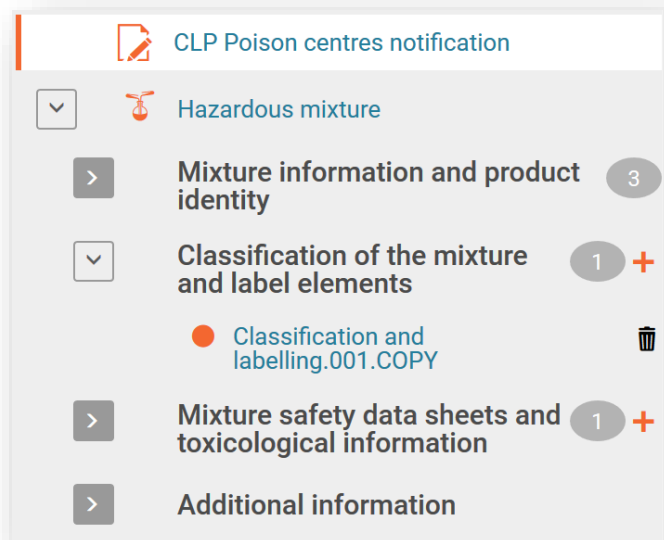 CLP Poison centres notification
Hazardous mixture
Mixture information and product
identity
3
Classification of the mixture
and label elements
1
Classification and
labelling.001.COPY
Mixture safety data sheets and
toxicological information
1
Additional information